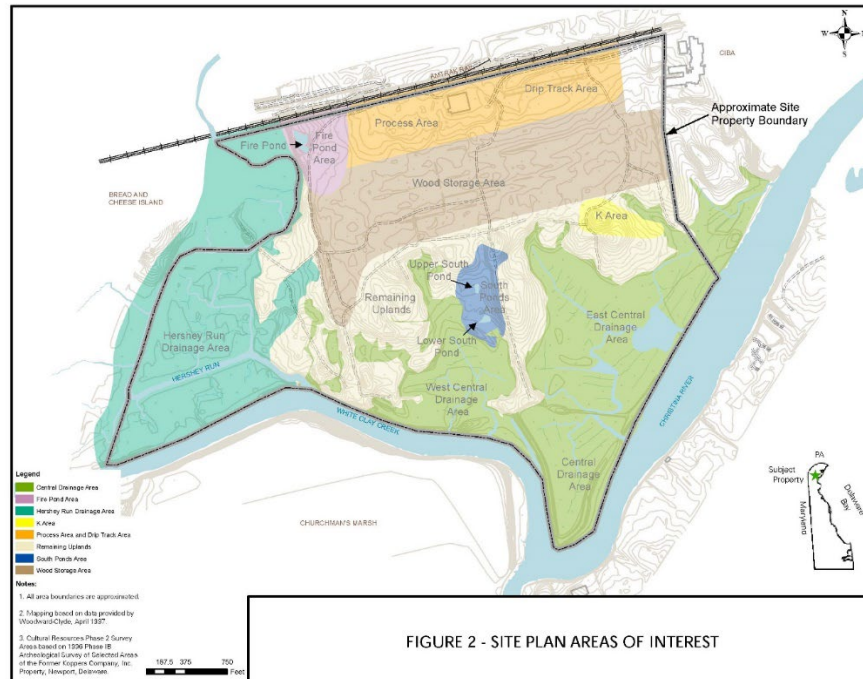 N
W
S
CIBA
AMTRAK RAIL
Drip Track Area
Approximate Site
Property Boundary
Process Area
Fire Pond
Fire
Pond
Area
Wood Storage Area
BREAD AND
CHEESE ISLAND
K Area
Upper South
Pond
South
Ponds
Area
Remaining
Uplands
East Central
Drainage
Area
Hershey Run
Drainage Area
Lower South
Pond
HERSHEY RUN
West Central
Drainage
Area
CHRISTINA RIVER
WHITE CLAY CREEK
Central
Drainage
Area
PA
Subject
Property
Delaware
Bay
Maryland
CHURCHMAN'S MARSH
Legend
Central Drainage Area
Fire Pond Area
Hershey Run Drainage Area
K Area
Process Area and Drip Track Area
Remaining Uplands
South Ponds Area
Wood Storage Area
Notes:
1. All area boundaries are approximated.
2. Mapping based on data provided by
Woodward-Clyde, April 1997.
3. Cultural Resources Phase 2 Survey
Areas based on 1996 Phase IB
Archeological Survey of Selected Areas
of the Former Koppers Company, Inc.
Property, Newport, Delaware.
187.5 375 750
Feet
FIGURE 2 - SITE PLAN AREAS OF INTEREST